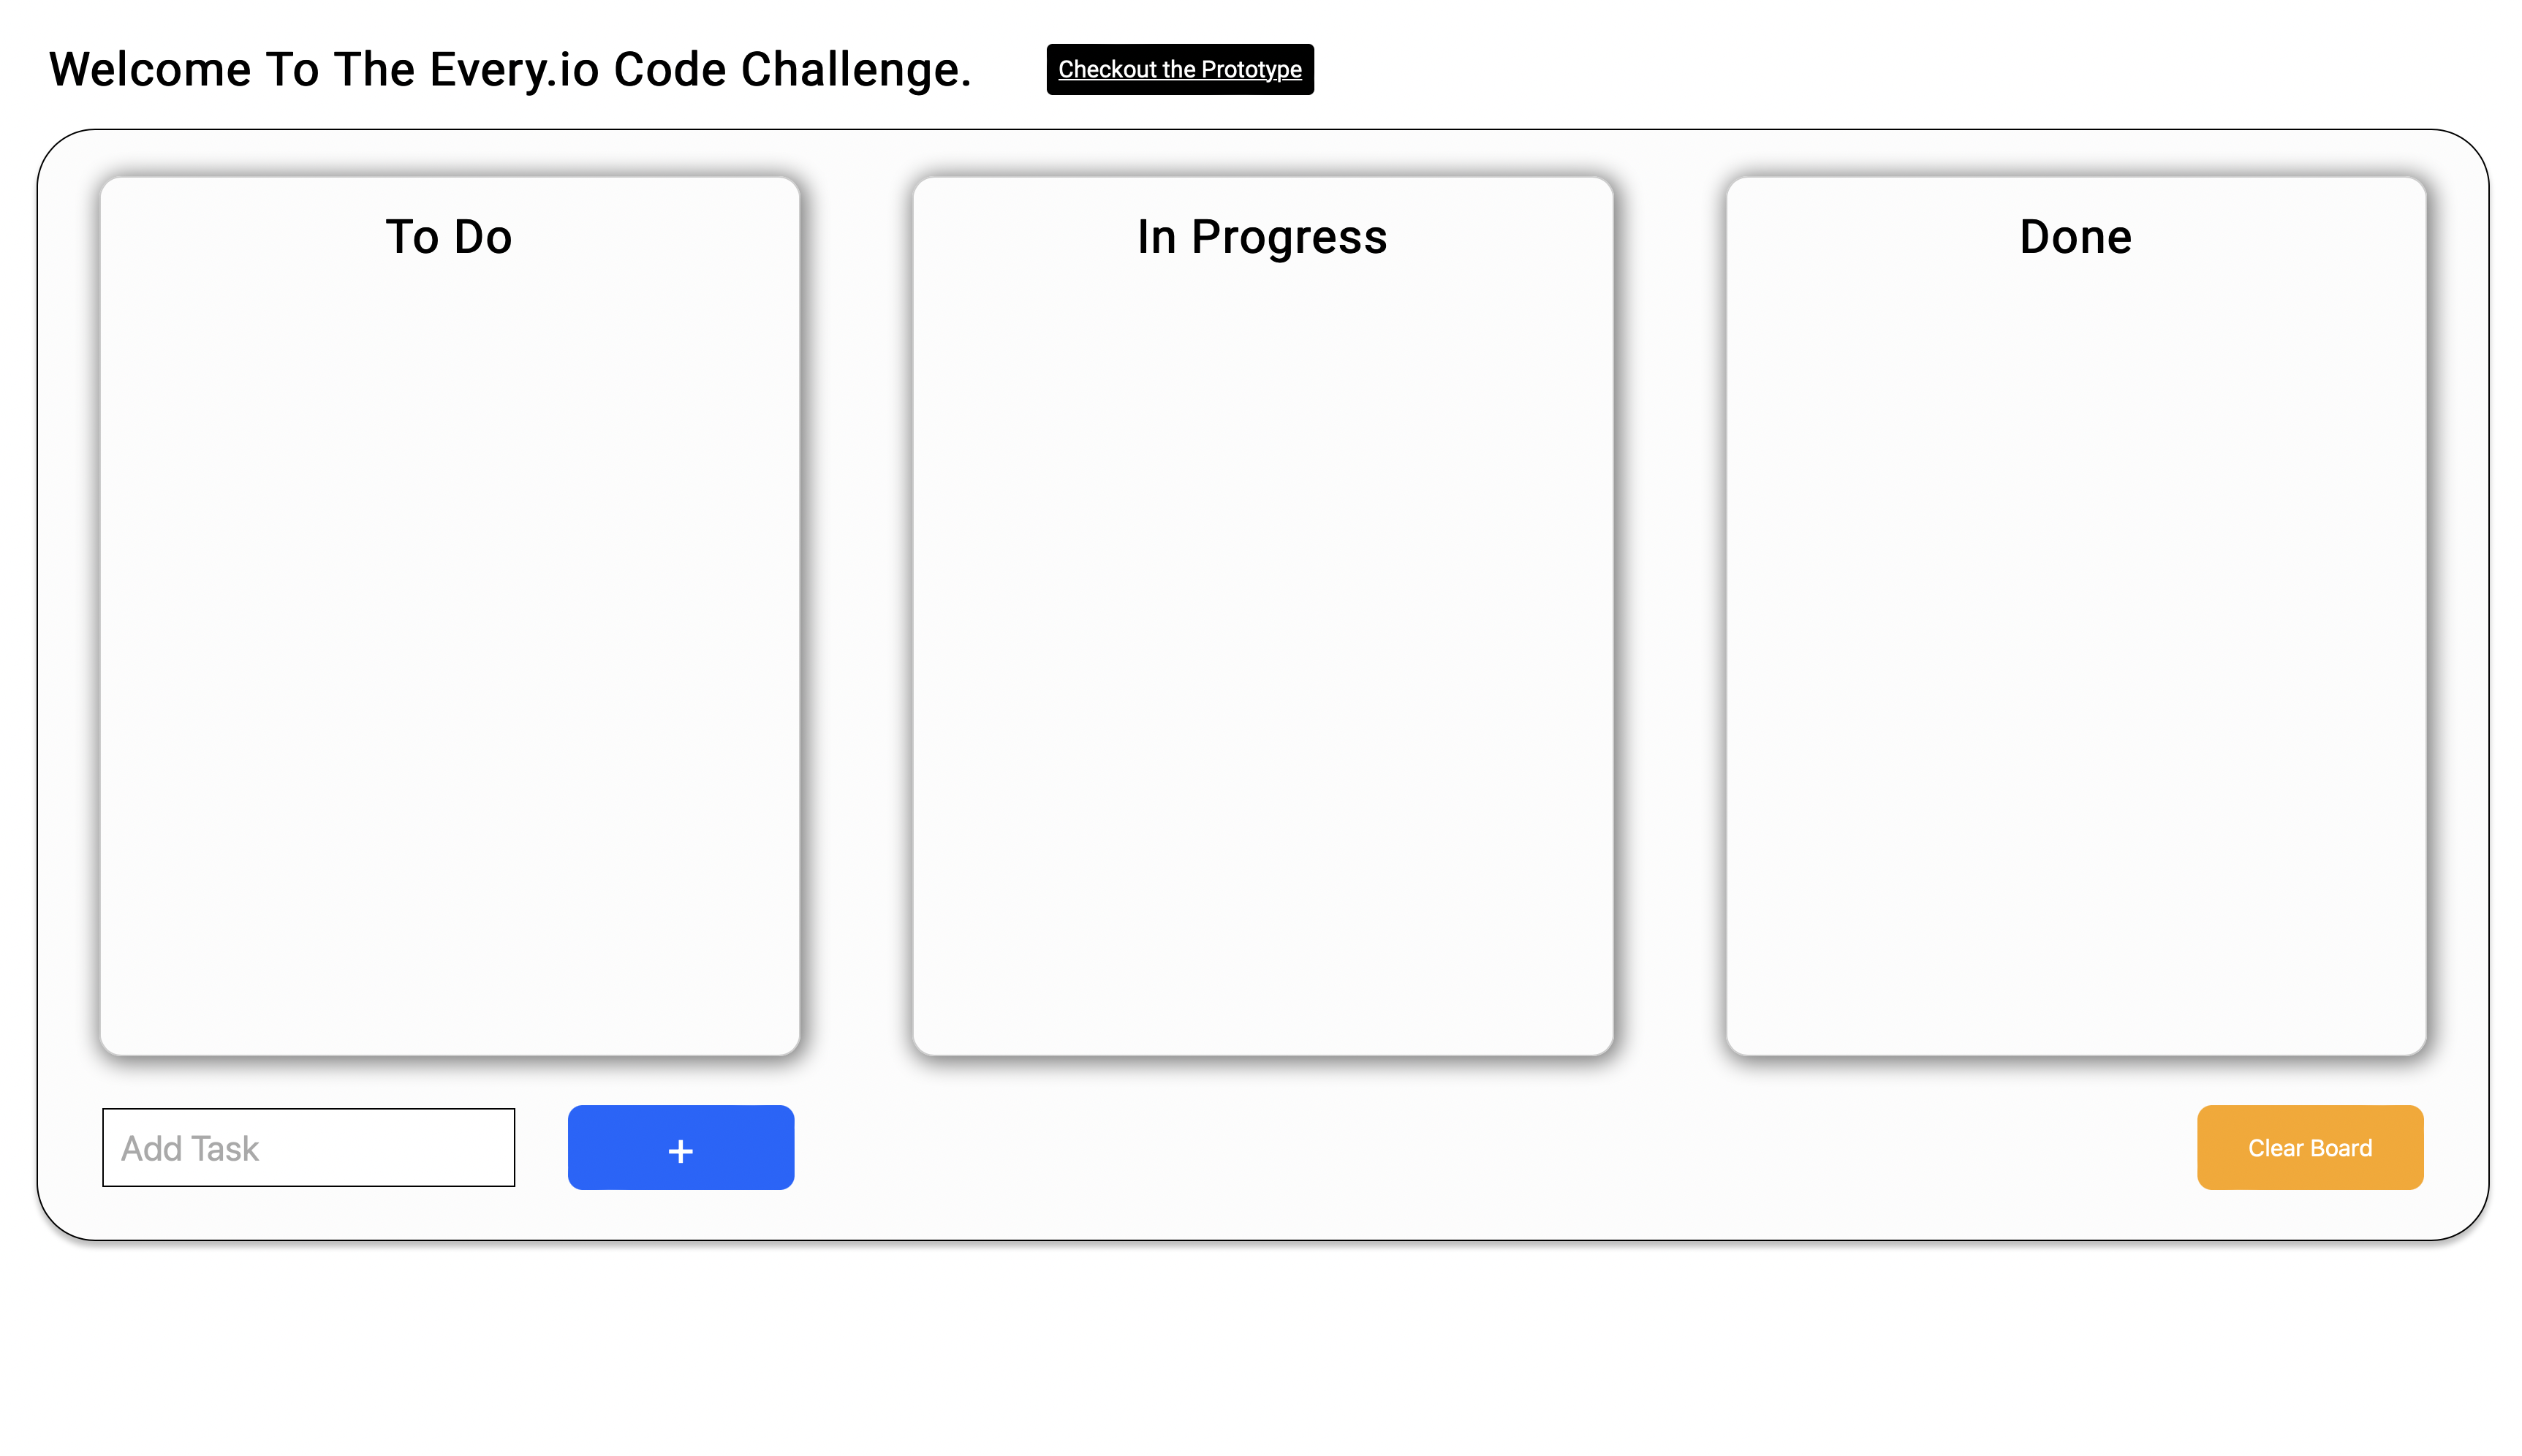 Welcome To The Every.io Code Challenge.
Checkout the Prototype
To Do
In Progress
Done
Add Task
+
Clear Board